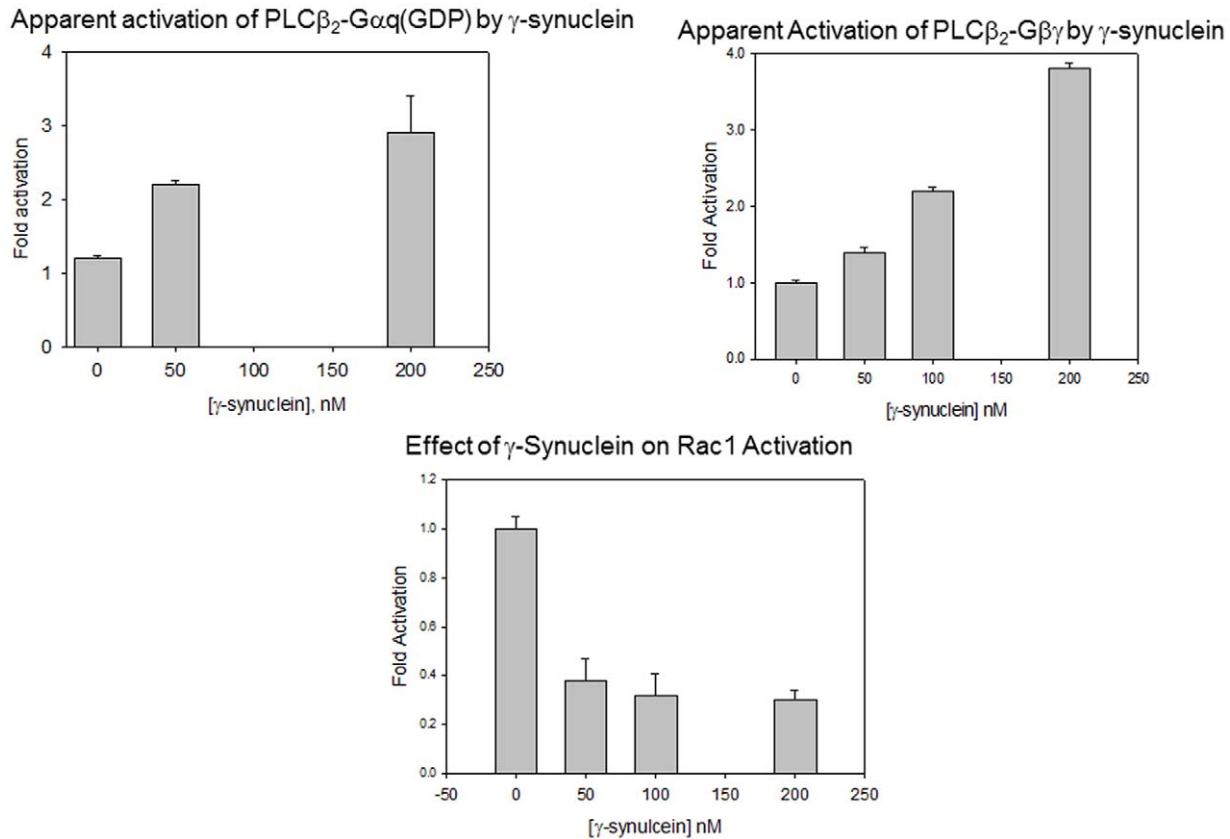 Apparent activation of PLCβ₂-Gαq(GDP) by γ-synuclein
4
3
2
1
0
Fold activation
0 50 100 150 200 250
[γ-synuclein], nM
Apparent Activation of PLCβ₂-Gβγ by γ-synuclein
4.0
3.0
2.0
1.0
0.0
Fold Activation
0 50 100 150 200 250
[γ-synuclein] nM
Effect of γ-Synuclein on Rac1 Activation
1.2
1.0
0.8
0.6
0.4
0.2
0.0
Fold Activation
-50 0 50 100 150 200 250
[γ-synulcein] nM